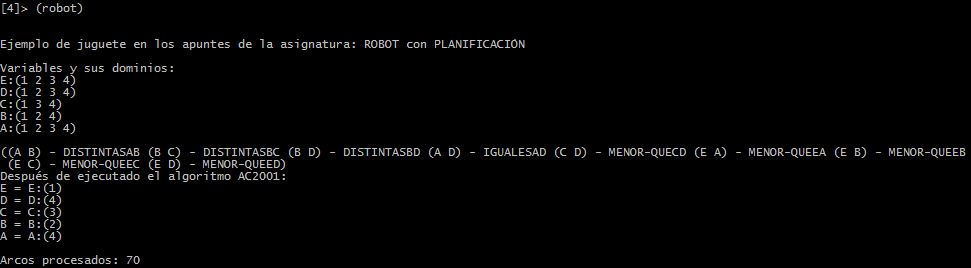 [4]> (robot)
Ejemplo de juguete en los apuntes de la asignatura: ROBOT con PLANIFICACIÓN
Variables y sus dominios:
E:(1 2 3 4)
D:(1 2 3 4)
C:(1 3 4)
B:(1 2 4)
A:(1 2 3 4)
((A B) - DISTINTASAB (B C) - DISTINTASBC (B D) - DISTINTASBD (A D) - IGUALESAD (C D) - MENOR-QUECD (E A) - MENOR-QUEEA (E B) - MENOR-QUEEB
(E C) - MENOR-QUEEC (E D) - MENOR-QUEED)
Después de ejecutado el algoritmo AC2001:
E = E:(1)
D = D:(4)
C = C:(3)
B = B:(2)
A = A:(4)
Arcos procesados: 70